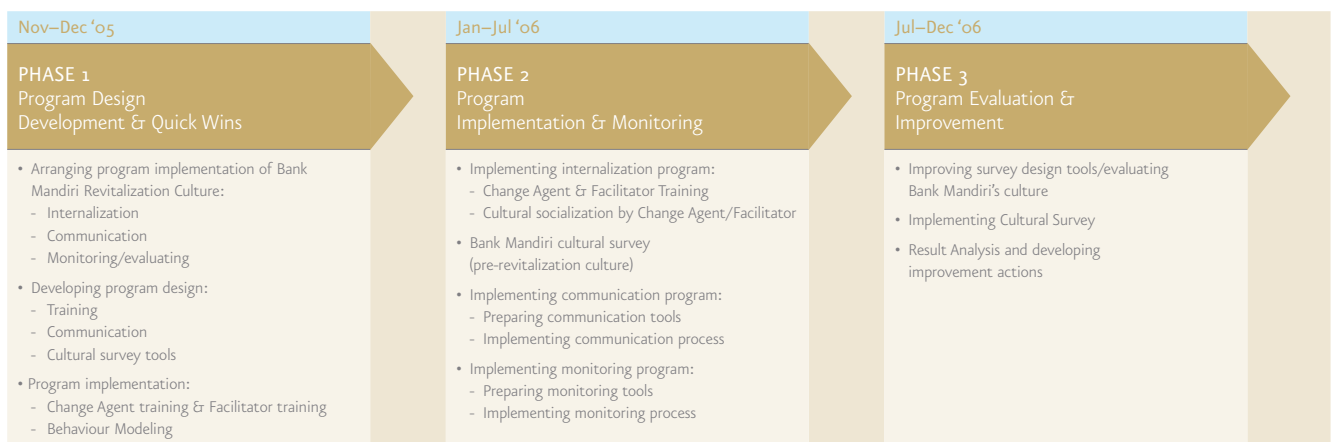 Nov–Dec ‘05
PHASE 1
Program Design
Development & Quick Wins
• Arranging program implementation of Bank
Mandiri Revitalization Culture:
- Internalization
- Communication
- Monitoring/evaluating
• Developing program design:
- Training
- Communication
- Cultural survey tools
• Program implementation:
- Change Agent training & Facilitator training
- Behaviour Modeling
Jan–Jul ‘06
PHASE 2
Program
Implementation & Monitoring
• Implementing internalization program:
- Change Agent & Facilitator Training
- Cultural socialization by Change Agent/Facilitator
• Bank Mandiri cultural survey
(pre-revitalization culture)
• Implementing communication program:
- Preparing communication tools
- Implementing communication process
• Implementing monitoring program:
- Preparing monitoring tools
- Implementing monitoring process
Jul–Dec ‘06
PHASE 3
Program Evaluation &
Improvement
• Improving survey design tools/evaluating
Bank Mandiri’s culture
• Implementing Cultural Survey
• Result Analysis and developing
improvement actions